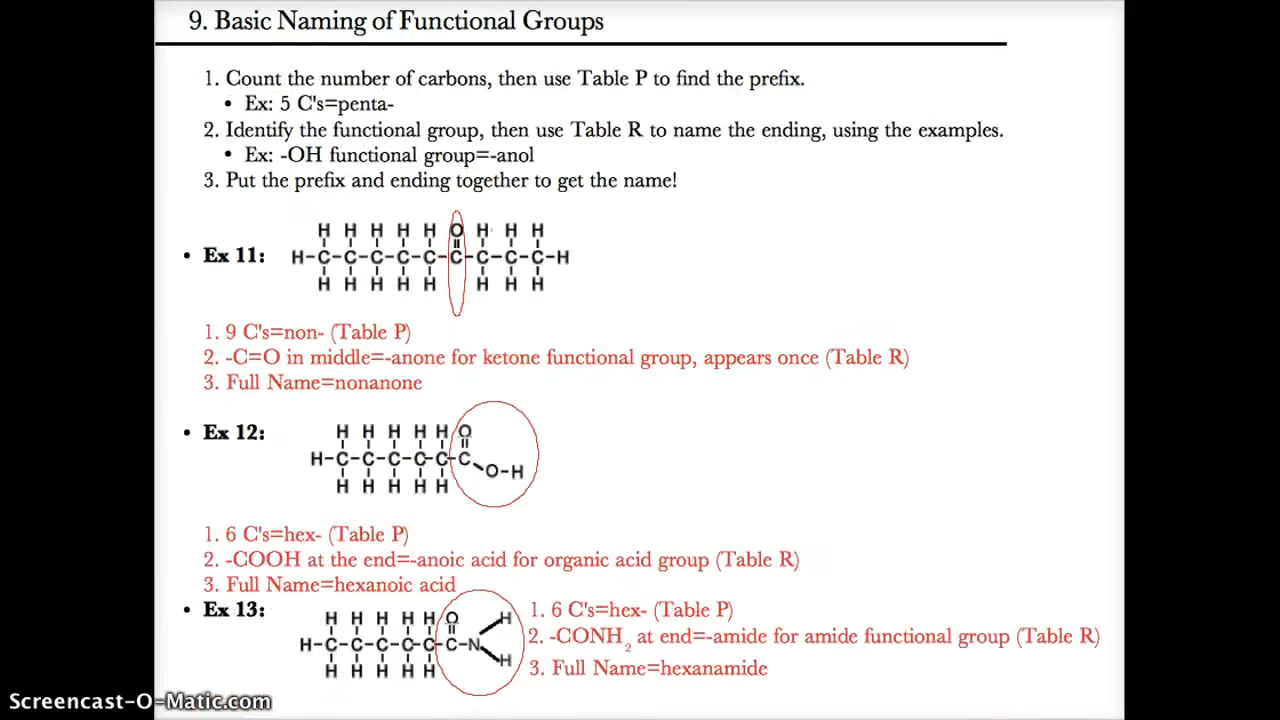 9. Basic Naming of Functional Groups
1. Count the number of carbons, then use Table P to find the prefix.
• Ex: 5 C's=penta-
2. Identify the functional group, then use Table R to name the ending, using the examples.
• Ex: -OH functional group=-anol
3. Put the prefix and ending together to get the name!
H H H H H O H H H
• Ex 11: H-C-C-C-C-C-C-C-C-C-H
H H H H H H H H
1. 9 C's=non- (Table P)
2. -C=O in middle=-anone for ketone functional group, appears once (Table R)
3. Full Name=nonanone
• Ex 12: H H H H H O
H-C-C-C-C-C-C
O-H
H H H H H
1. 6 C's=hex- (Table P)
2. -COOH at the end=-anoic acid for organic acid group (Table R)
3. Full Name=hexanoic acid
• Ex 13: H H H H H O H
H-C-C-C-C-C-C-N
H H H H H H
1. 6 C's=hex- (Table P)
2. -CONH₂ at end=-amide for amide functional group (Table R)
3. Full Name=hexanamide
Screencast-O-Matic.com